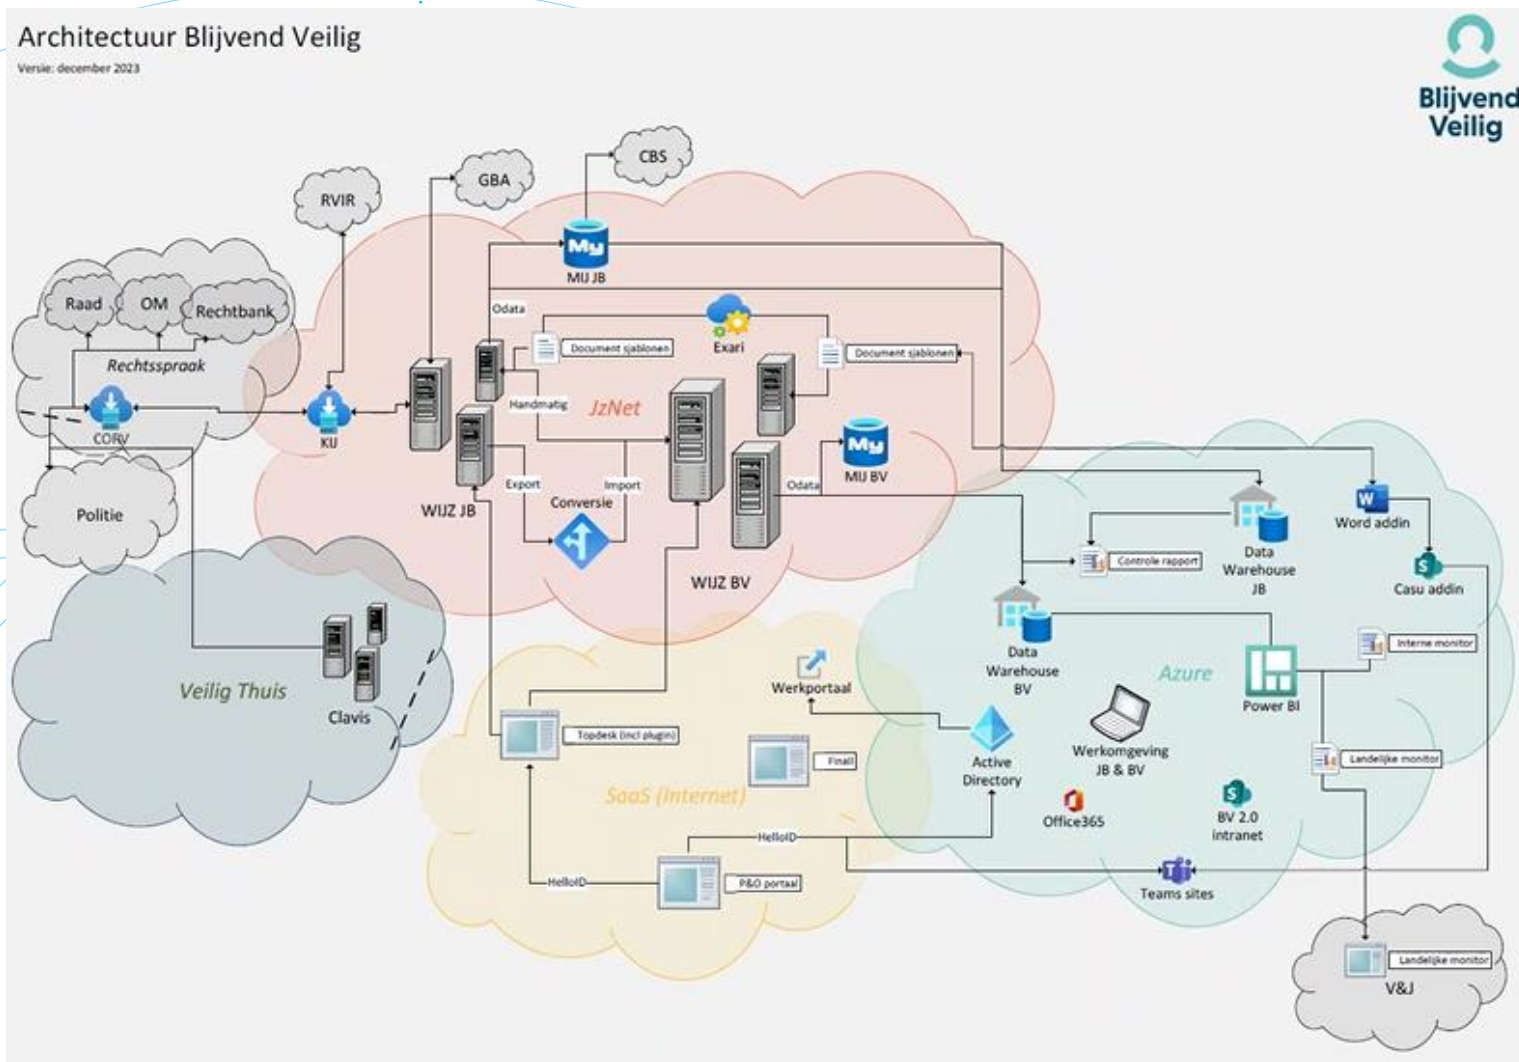 Architectuur Blijvend Veilig
Versie: december 2023
Blijvend
Veilig
CBS
GBA
RVIR
MIJ JB
Raad
OM
Rechtbank
Rechtsspraak
Odata
Exari
Document sjablonen
Document sjablonen
Handmatig
JzNet
CORV
KIJ
MIJ BV
Export
Import
Odata
WIJZ JB
Conversie
Politie
Word addin
Data
Warehouse
JB
Controle rapport
WIJZ BV
Casu addin
Interne monitor
Data
Warehouse
BV
Azure
Werkportaal
Veilig Thuis
Clavis
Power BI
Topdesk (incl plugin)
Finall
Active
Directory
Werkomgeving
JB & BV
Landelijke monitor
SaaS (Internet)
Office365
BV 2.0
intranet
HelloID
HelloID
P&O portaal
Teams sites
Landelijke monitor
V&J